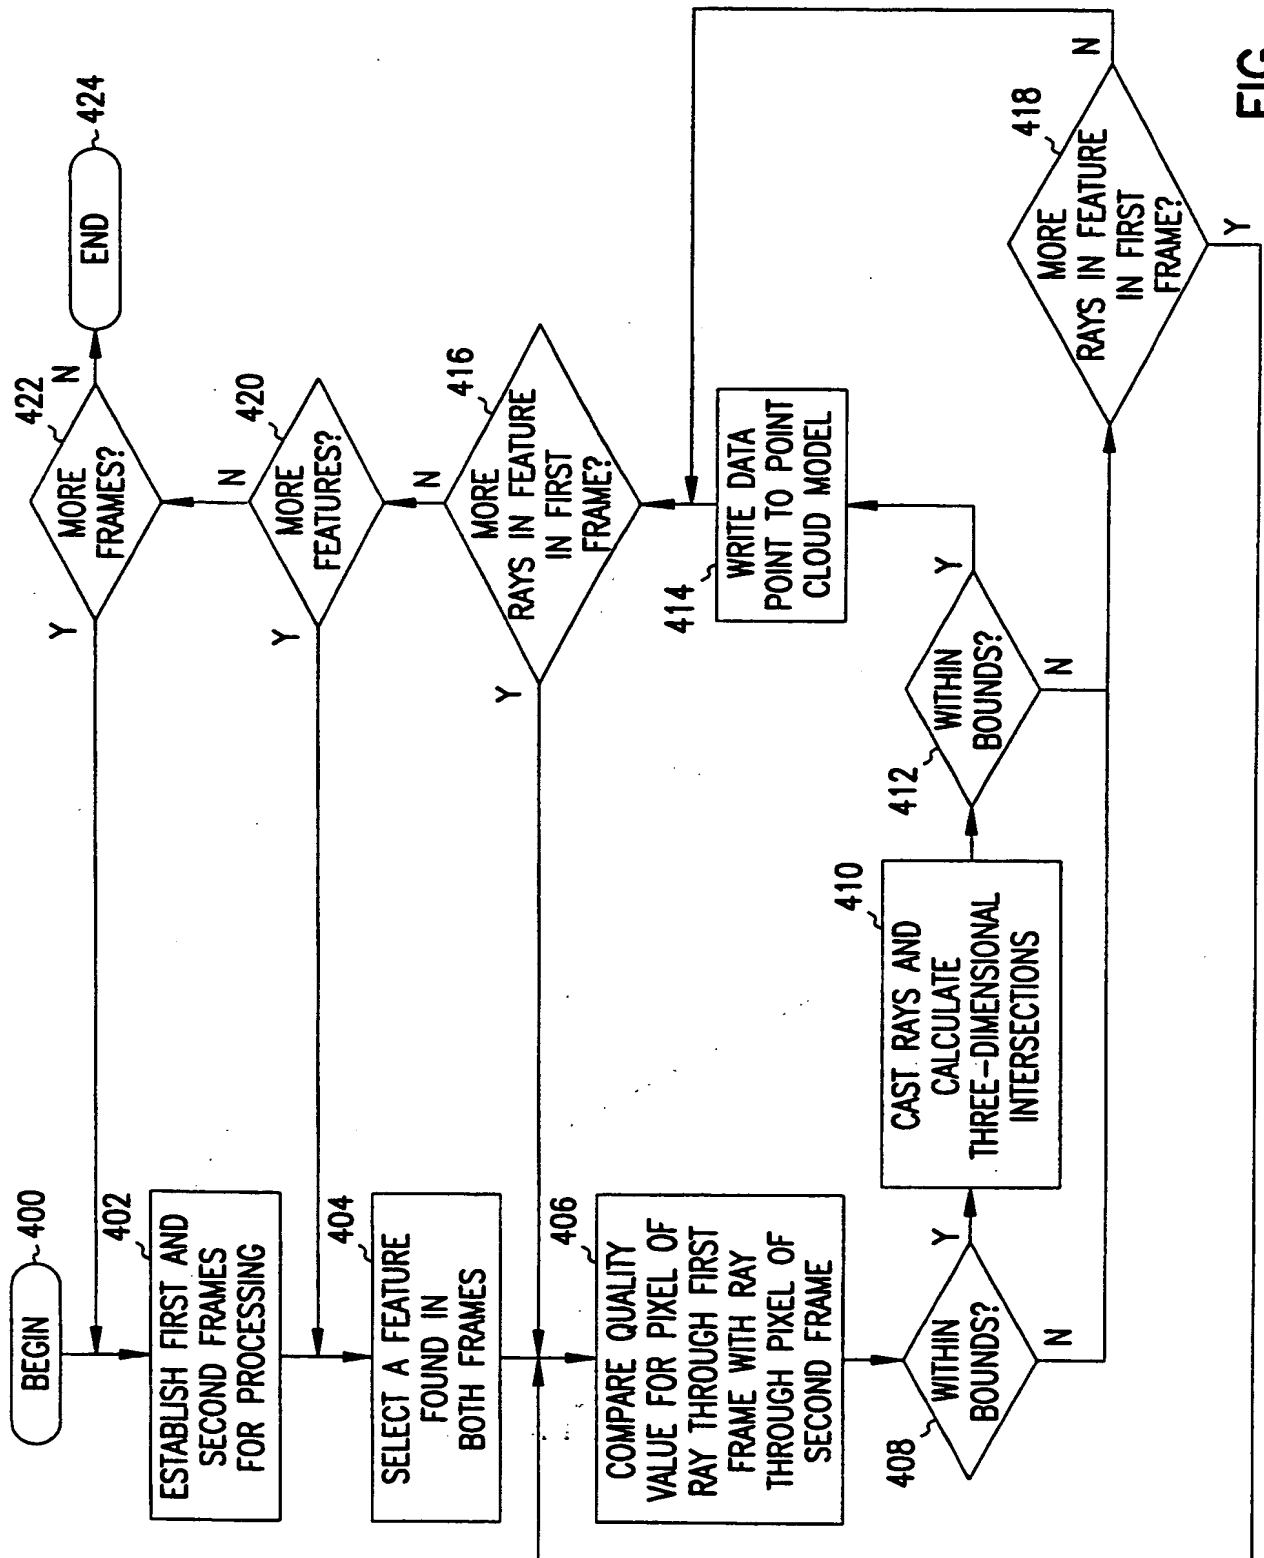 BEGIN
400
ESTABLISH FIRST AND
SECOND FRAMES
FOR PROCESSING
402
SELECT A FEATURE
FOUND IN
BOTH FRAMES
404
COMPARE QUALITY
VALUE FOR PIXEL OF
RAY THROUGH FIRST
FRAME WITH RAY
THROUGH PIXEL OF
SECOND FRAME
406
WITHIN
BOUNDS?
408
Y
N
CAST RAYS AND
CALCULATE
THREE-DIMENSIONAL
INTERSECTIONS
410
WITHIN
BOUNDS?
412
Y
N
WRITE DATA
POINT TO POINT
CLOUD MODEL
414
MORE
RAYS IN FEATURE
IN FIRST
FRAME?
416
Y
N
MORE
RAYS IN FEATURE
IN FIRST
FRAME?
418
N
Y
MORE
FEATURES?
420
Y
N
MORE
FRAMES?
422
Y
N
END
424
FIG